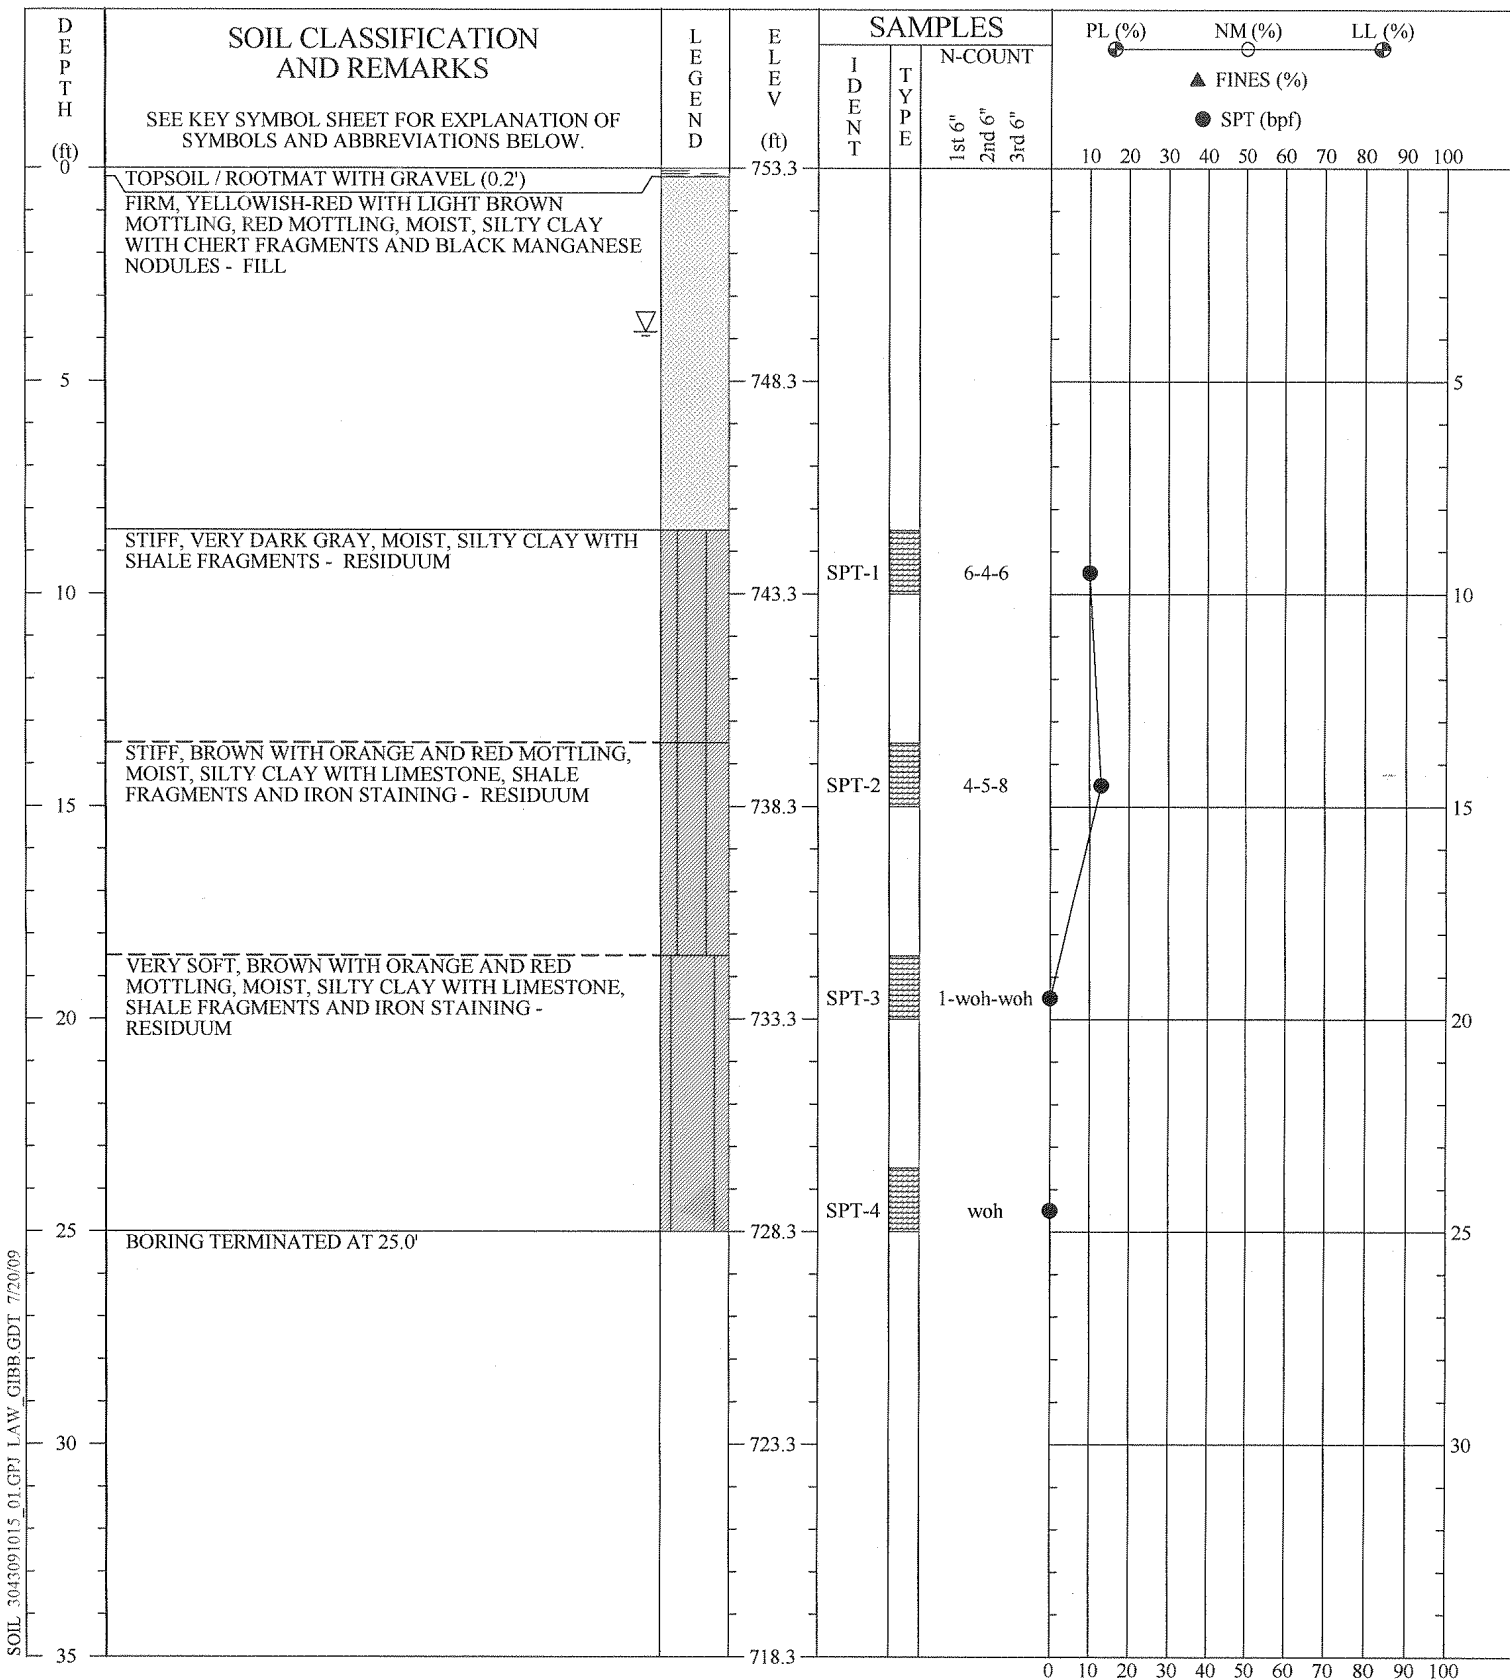 DEPTH (ft)
SOIL CLASSIFICATION
AND REMARKS
SEE KEY SYMBOL SHEET FOR EXPLANATION OF
SYMBOLS AND ABBREVIATIONS BELOW.
LEGEND
ELEV (ft)
SAMPLES
IDENT
TYPE
N-COUNT
1st 6"
2nd 6"
3rd 6"
PL (%) NM (%) LL (%)
▲ FINES (%)
● SPT (bpf)
10 20 30 40 50 60 70 80 90 100
0 753.3
TOPSOIL / ROOTMAT WITH GRAVEL (0.2')
FIRM, YELLOWISH-RED WITH LIGHT BROWN
MOTTLING, RED MOTTLING, MOIST, SILTY CLAY
WITH CHERT FRAGMENTS AND BLACK MANGANESE
NODULES - FILL
5 748.3 5
STIFF, VERY DARK GRAY, MOIST, SILTY CLAY WITH
SHALE FRAGMENTS - RESIDUUM
SPT-1 6-4-6
10 743.3 10
STIFF, BROWN WITH ORANGE AND RED MOTTLING,
MOIST, SILTY CLAY WITH LIMESTONE, SHALE
FRAGMENTS AND IRON STAINING - RESIDUUM
SPT-2 4-5-8
15 738.3 15
VERY SOFT, BROWN WITH ORANGE AND RED
MOTTLING, MOIST, SILTY CLAY WITH LIMESTONE,
SHALE FRAGMENTS AND IRON STAINING -
RESIDUUM
SPT-3 1-woh-woh
20 733.3 20
SPT-4 woh
25 728.3 25
BORING TERMINATED AT 25.0'
30 723.3 30
35 718.3
0 10 20 30 40 50 60 70 80 90 100
SOIL 3043091015_01.GPJ LAW_GIBB.GDT 7/20/09